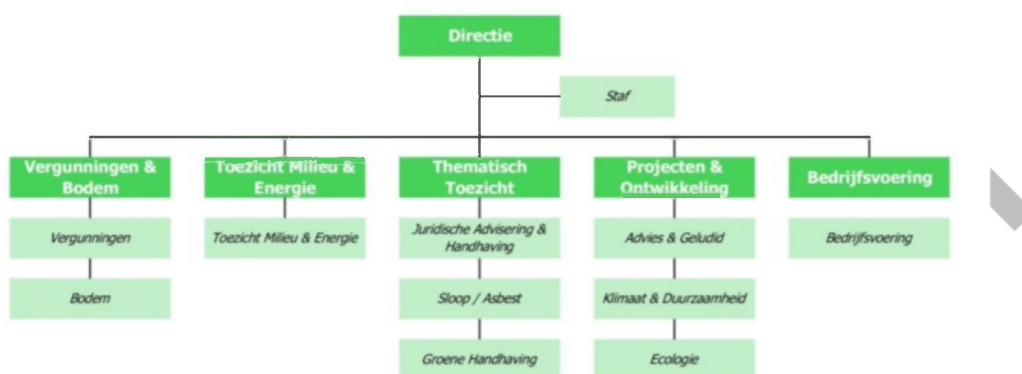 Directie
Staf
Vergunningen &
Bodem
Toezicht Milieu &
Energie
Thematisch
Toezicht
Projecten &
Ontwikkeling
Bedrijfsvoering
Vergunningen
Toezicht Milieu & Energie
Juridische Advisering &
Handhaving
Advies & Geludid
Bedrijfsvoering
Bodem
Sloop / Asbest
Klimaat & Duurzaamheid
Groene Handhaving
Ecologie